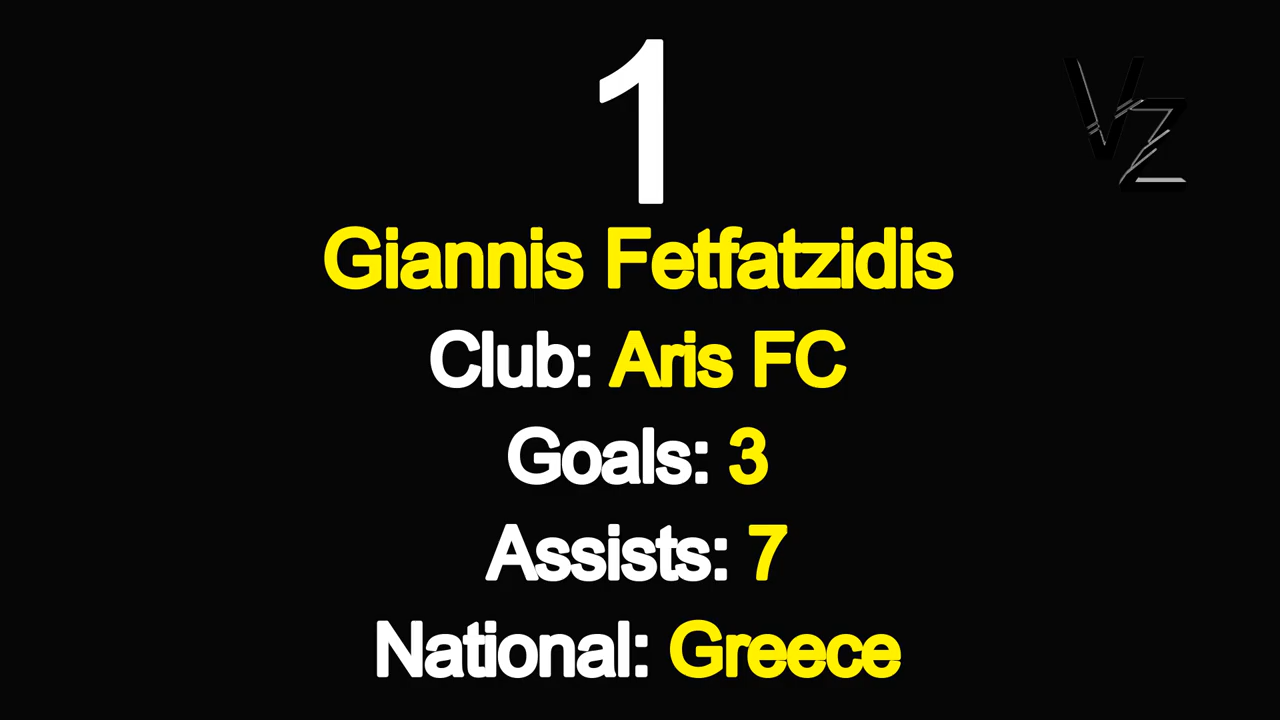 1
VZ
Giannis Fetfatzidis
Club: Aris FC
Goals: 3
Assists: 7
National: Greece